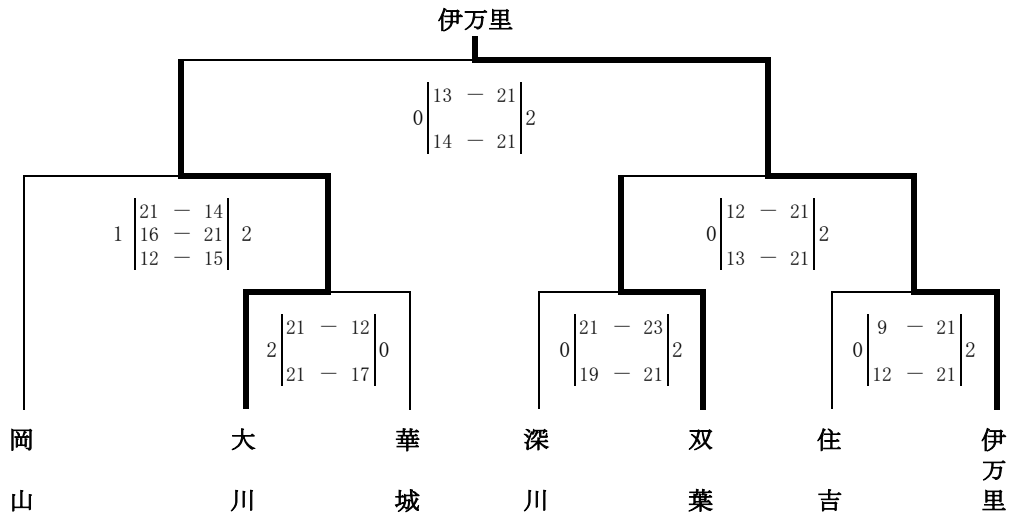 伊万里
13 － 21
0 2
14 － 21
21 － 14
1 16 － 21 2
12 － 15
12 － 21
0 2
13 － 21
21 － 12
2 0
21 － 17
21 － 23
0 2
19 － 21
9 － 21
0 2
12 － 21
岡山
大川
華城
深川
双葉
住吉
伊万里